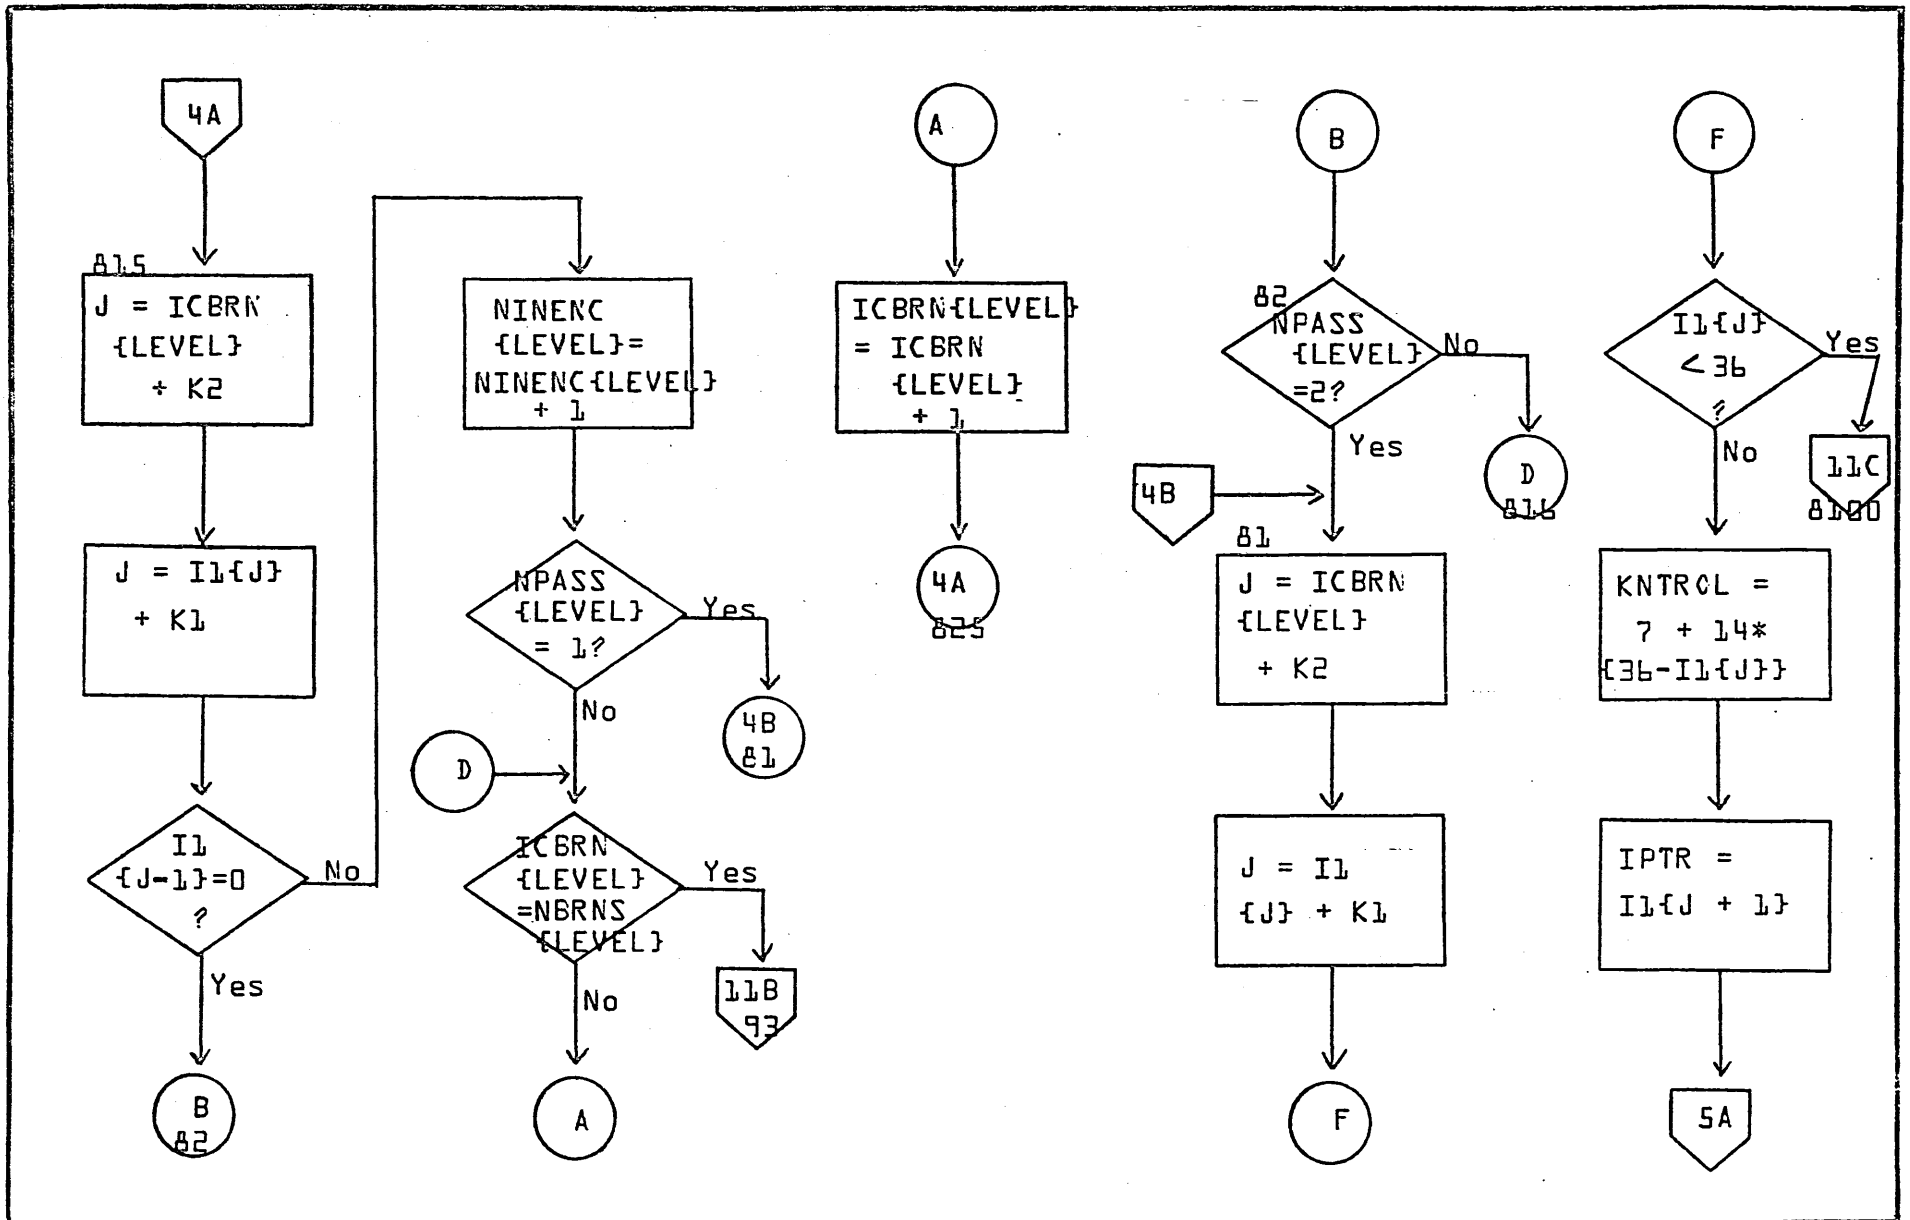 4A
815
J = ICBRN
{LEVEL}
÷ K2
J = I1{J}
+ K1
I1
{J-1}=0
?
No
Yes
B
82
NINENC
{LEVEL}=
NINENC{LEVEL}
+ 1
NPASS
{LEVEL}
= 1?
Yes
4B
81
No
D
ICBRN
{LEVEL}
=NBRNS
{LEVEL}
Yes
11B
93
No
A
A
ICBRN{LEVEL}
= ICBRN
{LEVEL}
+ 1
4A
825
B
82
NPASS
{LEVEL}
=2?
No
D
816
Yes
4B
81
J = ICBRN
{LEVEL}
+ K2
J = I1
{J} + K1
F
F
I1{J}
< 36
?
Yes
11C
8100
No
KNTROL =
7 + 14*
{36-I1{J}}
IPTR =
I1{J + 1}
5A